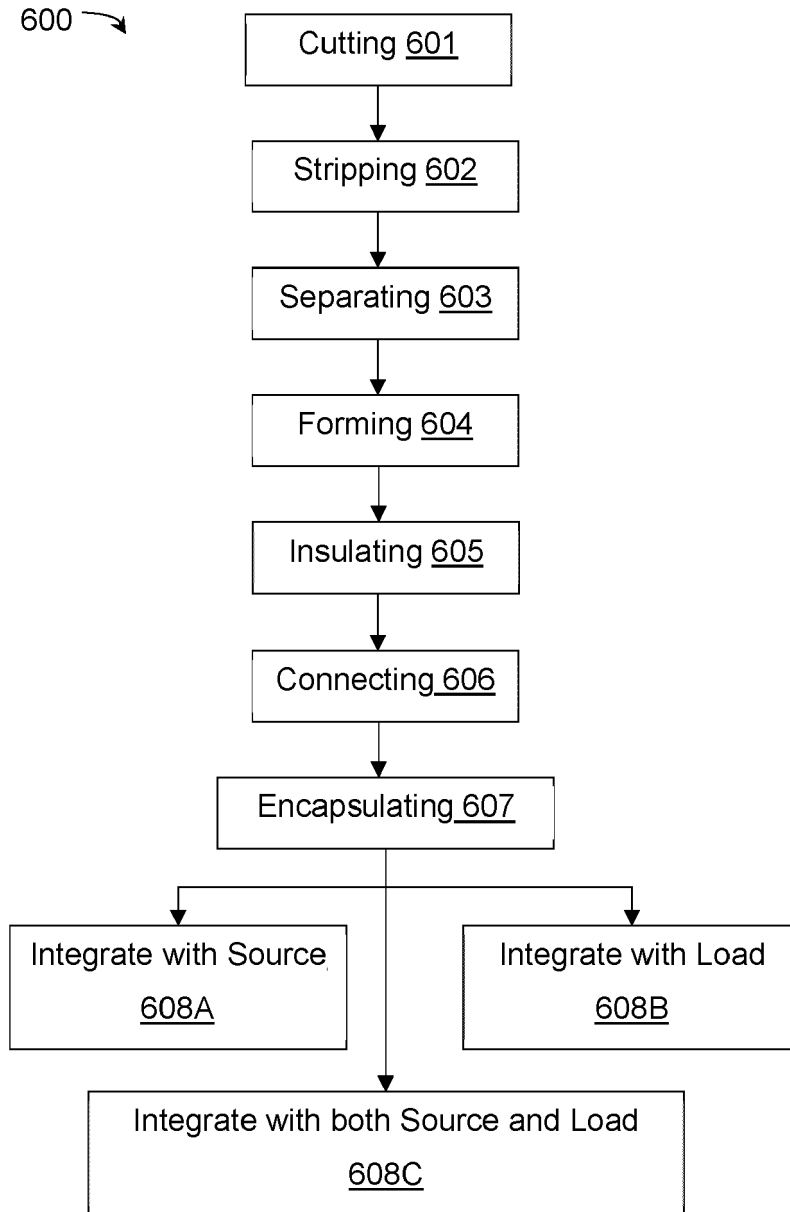 600
Cutting 601
Stripping 602
Separating 603
Forming 604
Insulating 605
Connecting 606
Encapsulating 607
Integrate with Source
608A
Integrate with Load
608B
Integrate with both Source and Load
608C